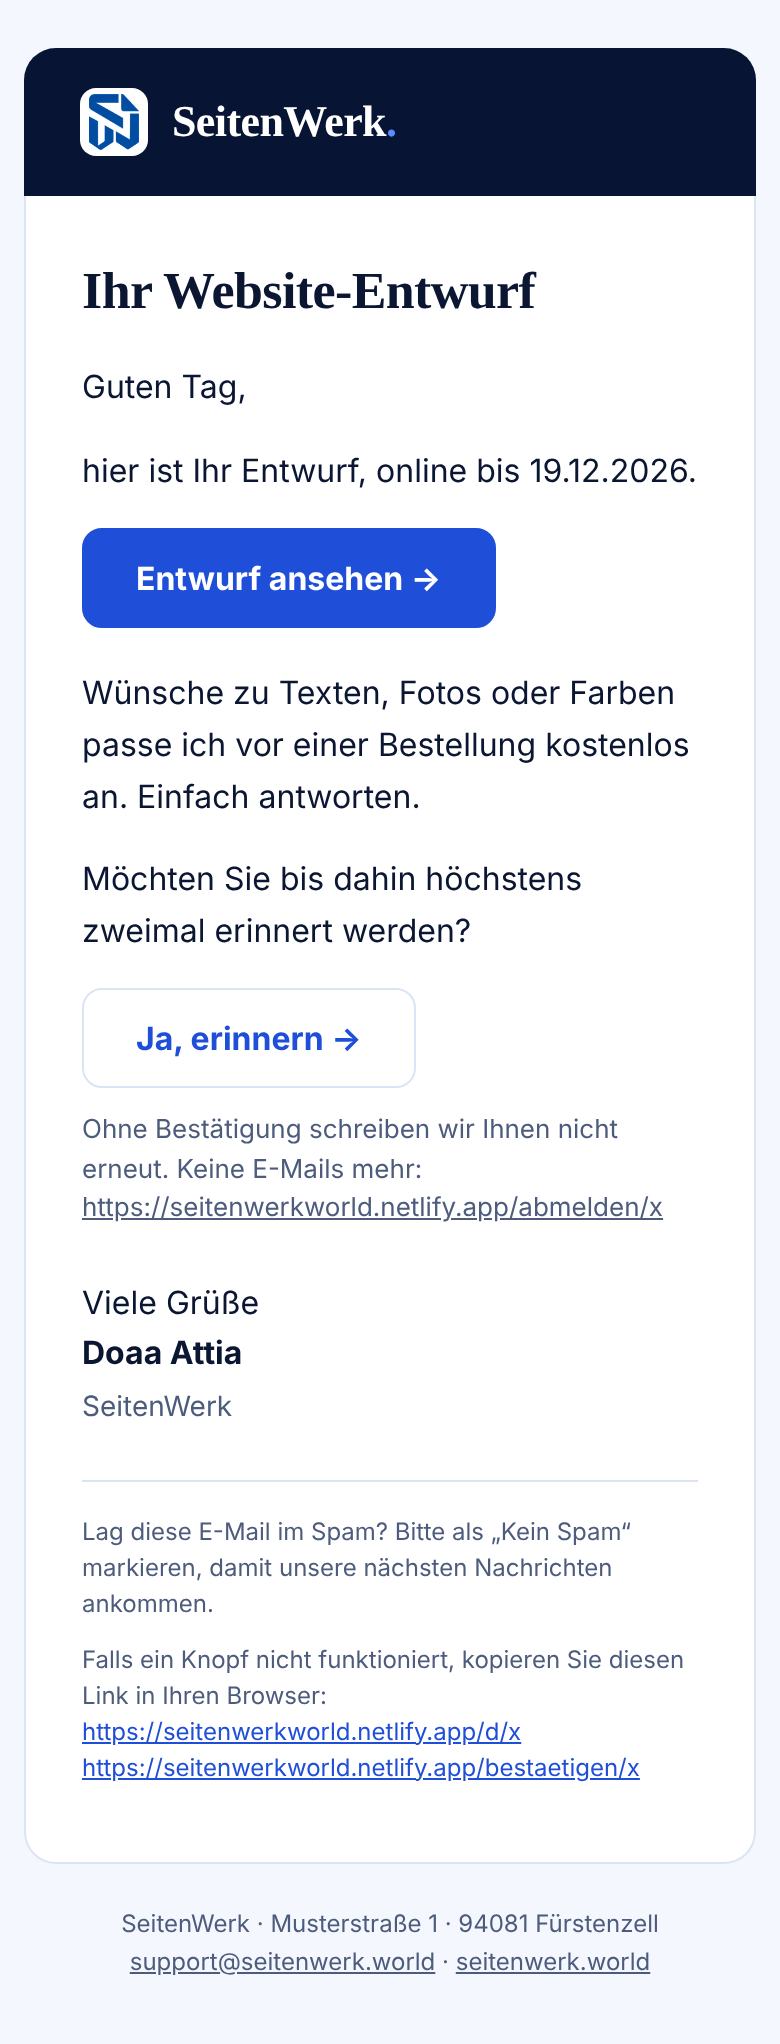 SeitenWerk.
Ihr Website-Entwurf
Guten Tag,
hier ist Ihr Entwurf, online bis 19.12.2026.
Entwurf ansehen →
Wünsche zu Texten, Fotos oder Farben
passe ich vor einer Bestellung kostenlos
an. Einfach antworten.
Möchten Sie bis dahin höchstens
zweimal erinnert werden?
Ja, erinnern →
Ohne Bestätigung schreiben wir Ihnen nicht
erneut. Keine E-Mails mehr:
https://seitenwerkworld.netlify.app/abmelden/x
Viele Grüße
Doaa Attia
SeitenWerk
Lag diese E-Mail im Spam? Bitte als „Kein Spam“
markieren, damit unsere nächsten Nachrichten
ankommen.
Falls ein Knopf nicht funktioniert, kopieren Sie diesen
Link in Ihren Browser:
https://seitenwerkworld.netlify.app/d/x
https://seitenwerkworld.netlify.app/bestaetigen/x
SeitenWerk · Musterstraße 1 · 94081 Fürstenzell
support@seitenwerk.world · seitenwerk.world